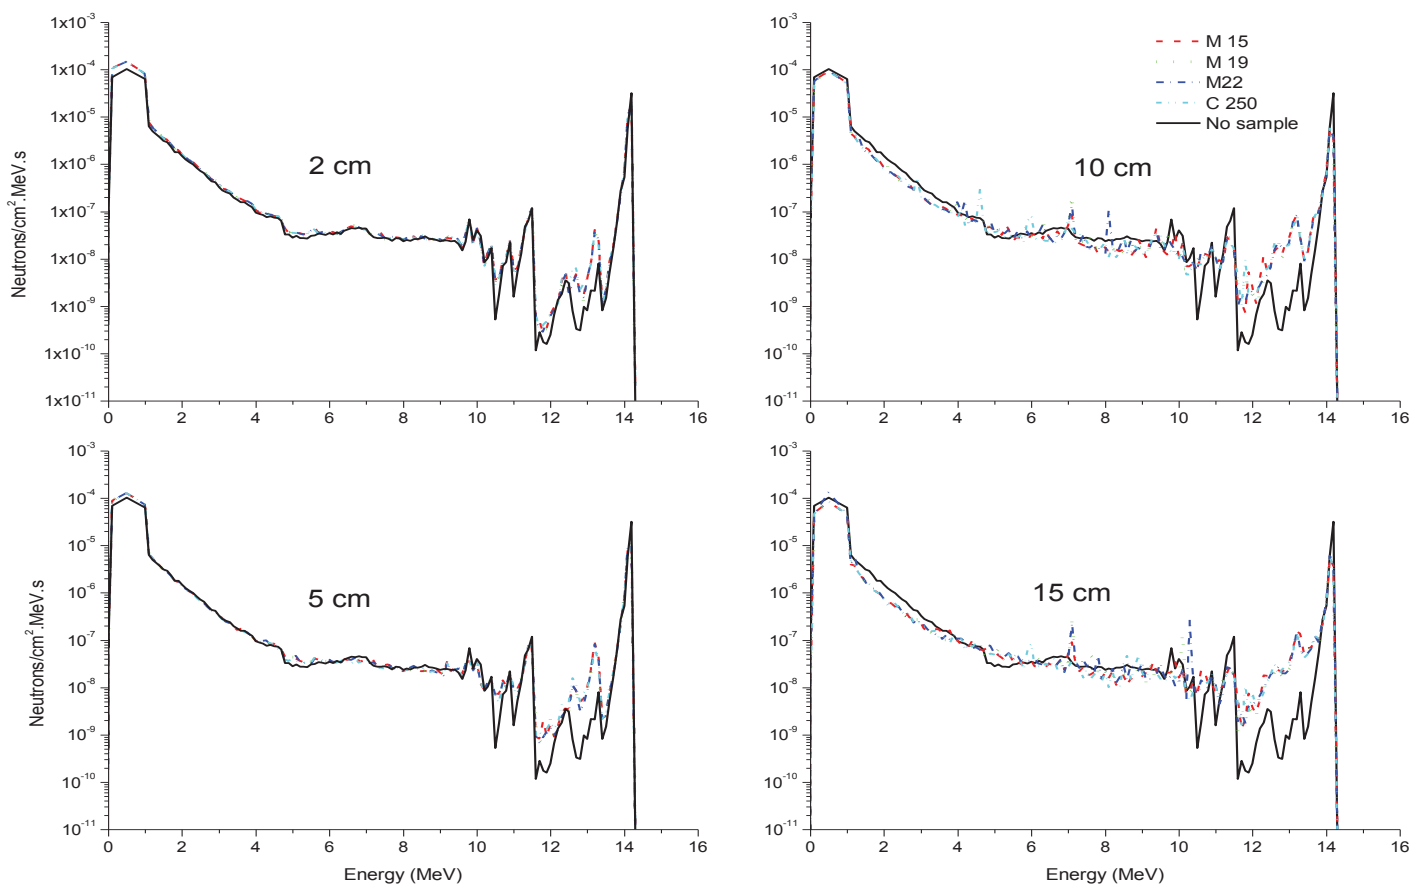 1x10⁻³
1x10⁻⁴
1x10⁻⁵
1x10⁻⁶
1x10⁻⁷
1x10⁻⁸
1x10⁻⁹
1x10⁻¹⁰
1x10⁻¹¹
Neutrons/cm².MeV.s
2 cm
0 2 4 6 8 10 12 14 16
10⁻³
10⁻⁴
10⁻⁵
10⁻⁶
10⁻⁷
10⁻⁸
10⁻⁹
10⁻¹⁰
10⁻¹¹
M 15
M 19
M22
C 250
No sample
10 cm
0 2 4 6 8 10 12 14 16
10⁻³
10⁻⁴
10⁻⁵
10⁻⁶
10⁻⁷
10⁻⁸
10⁻⁹
10⁻¹⁰
10⁻¹¹
Neutrons/cm².MeV.s
5 cm
0 2 4 6 8 10 12 14 16
Energy (MeV)
10⁻³
10⁻⁴
10⁻⁵
10⁻⁶
10⁻⁷
10⁻⁸
10⁻⁹
10⁻¹⁰
10⁻¹¹
15 cm
0 2 4 6 8 10 12 14 16
Energy (MeV)